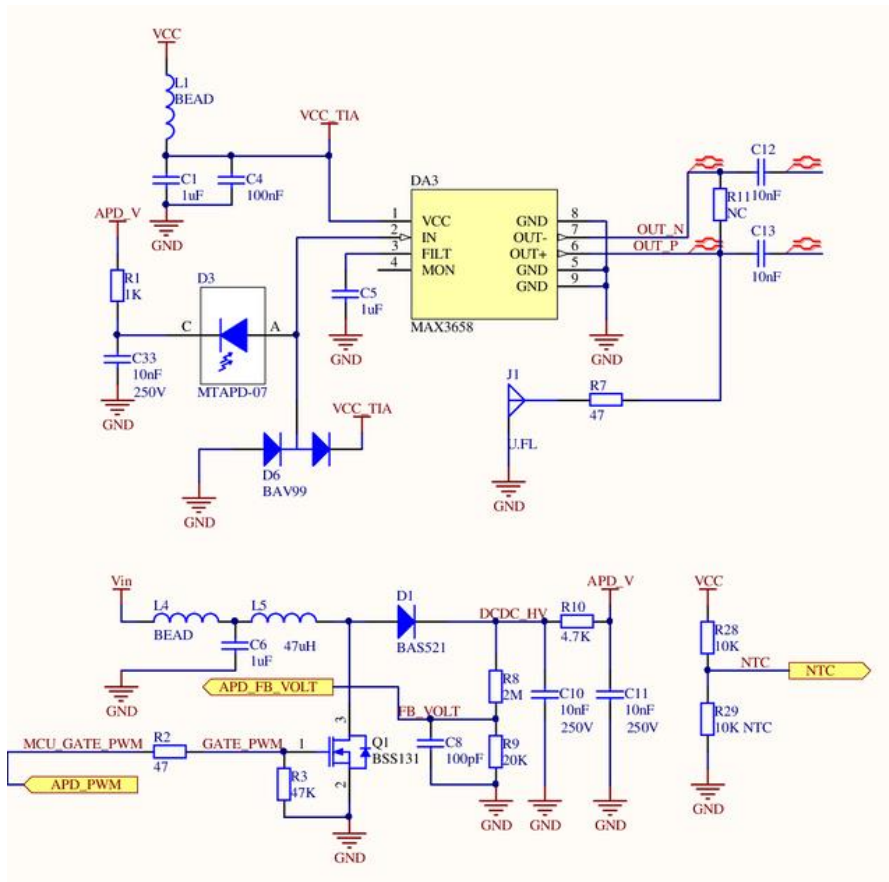 VCC
L1
BEAD
VCC_TIA
C1
1uF
C4
100nF
GND
DA3
1 VCC GND 8
2 IN OUT- 7
3 FILT OUT+ 6
4 MON GND 5
GND 9
MAX3658
OUT_N
OUT_P
C12
10nF
R11
NC
C13
10nF
APD_V
R1
1K
D3
C A
MTAPD-07
C33
10nF
250V
GND
C5
1uF
GND
GND
VCC_TIA
D6
BAV99
GND
J1
U.FL
R7
47
GND
Vin
L4
BEAD
L5
47uH
C6
1uF
GND
D1
BAS521
DCDC_HV
R10
4.7K
APD_V
APD_FB_VOLT
FB_VOLT
R8
2M
C10
10nF
250V
C11
10nF
250V
C8
100pF
R9
20K
GND
GND
GND
MCU_GATE_PWM
R2
47
GATE_PWM
1
3
2
Q1
BSS131
R3
47K
GND
APD_PWM
VCC
R28
10K
NTC
NTC
R29
10K NTC
GND